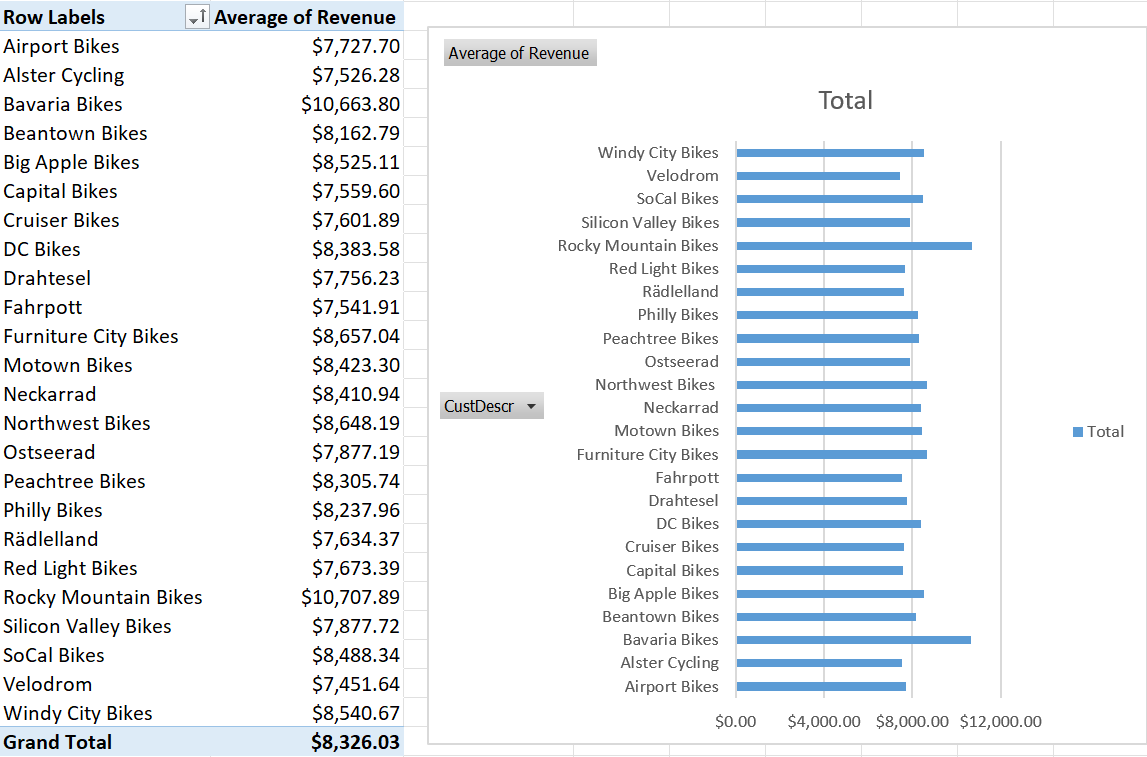 Row Labels Average of Revenue
Airport Bikes $7,727.70
Alster Cycling $7,526.28
Bavaria Bikes $10,663.80
Beantown Bikes $8,162.79
Big Apple Bikes $8,525.11
Capital Bikes $7,559.60
Cruiser Bikes $7,601.89
DC Bikes $8,383.58
Drahtesel $7,756.23
Fahrpott $7,541.91
Furniture City Bikes $8,657.04
Motown Bikes $8,423.30
Neckarrad $8,410.94
Northwest Bikes $8,648.19
Ostseerad $7,877.19
Peachtree Bikes $8,305.74
Philly Bikes $8,237.96
Rädlelland $7,634.37
Red Light Bikes $7,673.39
Rocky Mountain Bikes $10,707.89
Silicon Valley Bikes $7,877.72
SoCal Bikes $8,488.34
Velodrom $7,451.64
Windy City Bikes $8,540.67
Grand Total $8,326.03
Average of Revenue
Total
Windy City Bikes
Velodrom
SoCal Bikes
Silicon Valley Bikes
Rocky Mountain Bikes
Red Light Bikes
Rädlelland
Philly Bikes
Peachtree Bikes
Ostseerad
Northwest Bikes
Neckarrad
Motown Bikes
Furniture City Bikes
Fahrpott
Drahtesel
DC Bikes
Cruiser Bikes
Capital Bikes
Big Apple Bikes
Beantown Bikes
Bavaria Bikes
Alster Cycling
Airport Bikes
$0.00 $4,000.00 $8,000.00 $12,000.00
CustDescr
Total